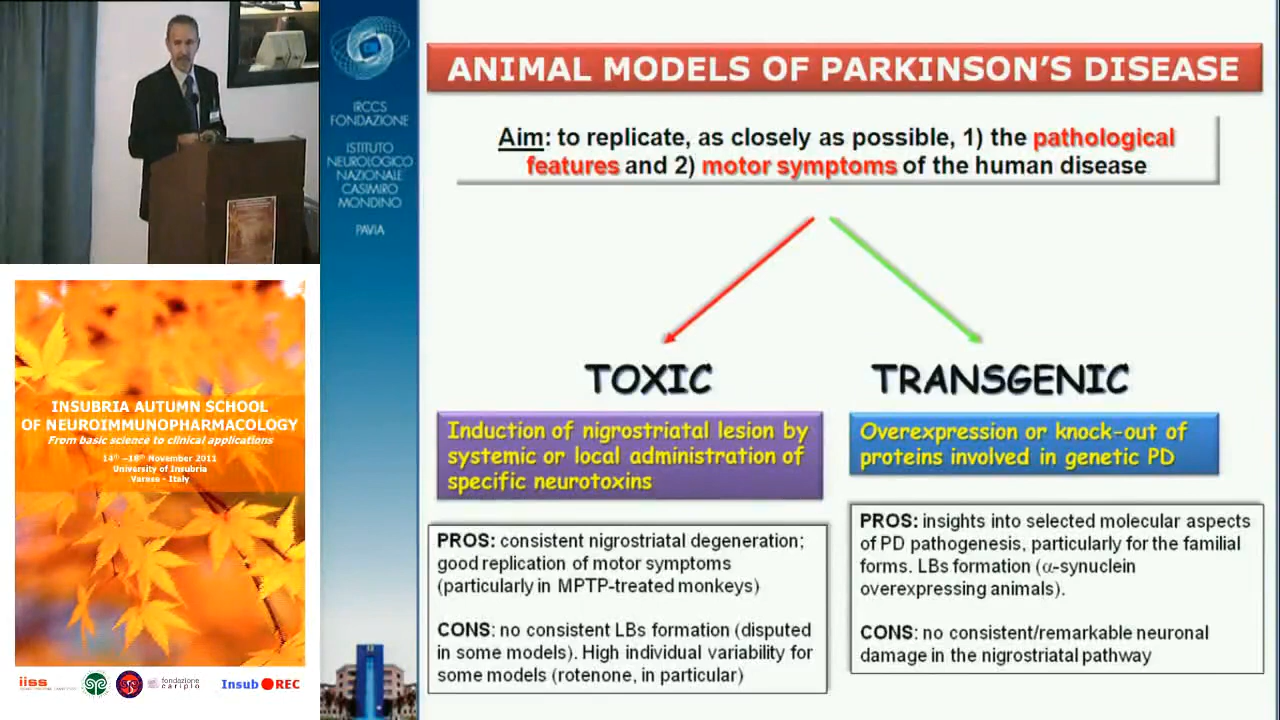 IRCCS
FONDAZIONE
ISTITUTO
NEUROLOGICO
NAZIONALE
CASIMIRO
MONDINO
PAVIA
ANIMAL MODELS OF PARKINSON'S DISEASE
Aim: to replicate, as closely as possible, 1) the pathological
features and 2) motor symptoms of the human disease
TOXIC
Induction of nigrostriatal lesion by
systemic or local administration of
specific neurotoxins
PROS: consistent nigrostriatal degeneration;
good replication of motor symptoms
(particularly in MPTP-treated monkeys)
CONS: no consistent LBs formation (disputed
in some models). High individual variability for
some models (rotenone, in particular)
TRANSGENIC
Overexpression or knock-out of
proteins involved in genetic PD
PROS: insights into selected molecular aspects
of PD pathogenesis, particularly for the familial
forms. LBs formation (α-synuclein
overexpressing animals).
CONS: no consistent/remarkable neuronal
damage in the nigrostriatal pathway
INSUBRIA AUTUMN SCHOOL
OF NEUROIMMUNOPHARMACOLOGY
From basic science to clinical applications
14th –18th November 2011
University of Insubria
Varese - Italy
iiss
fondazione
cariplo
Insub REC